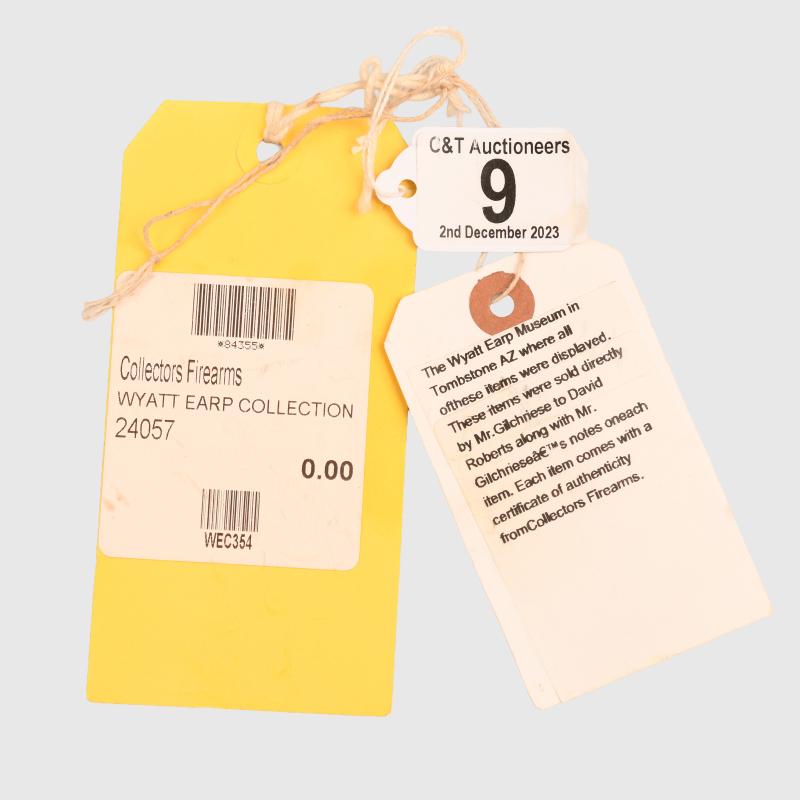 C&T Auctioneers
9
2nd December 2023
*84355*
Collectors Firearms
WYATT EARP COLLECTION
24057
0.00
WEC354
The Wyatt Earp Museum in
Tombstone AZ where all
ofthese items were displayed.
These items were sold directly
by Mr.Gilchriese to David
Roberts along with Mr.
Gilchrieseâ€™s notes oneach
item. Each item comes with a
certificate of authenticity
fromCollectors Firearms.